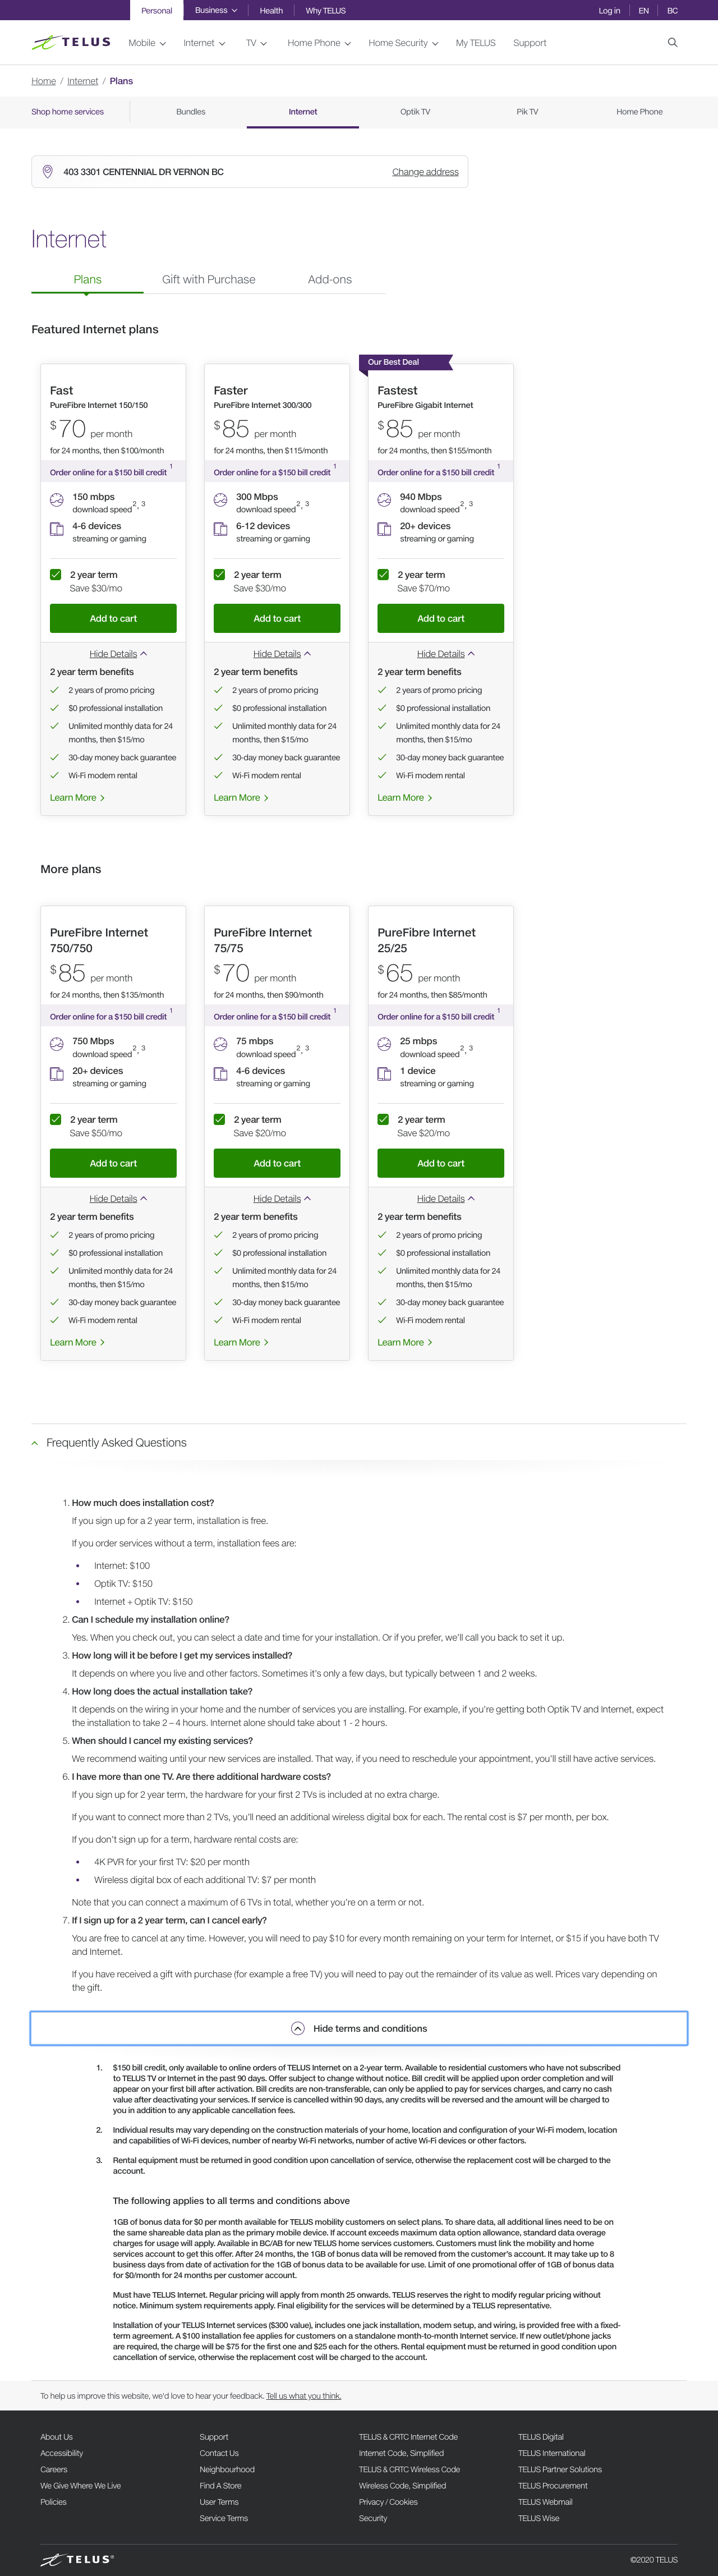 Personal Business Health Why TELUS Log in EN BC
TELUS Mobile Internet TV Home Phone Home Security My TELUS Support
Home / Internet / Plans
Shop home services Bundles Internet Optik TV Pik TV Home Phone
403 3301 CENTENNIAL DR VERNON BC Change address
Internet
Plans Gift with Purchase Add-ons
Featured Internet plans
Fast
PureFibre Internet 150/150
$70 per month
for 24 months, then $100/month
Order online for a $150 bill credit 1
150 mbps
download speed 2, 3
4-6 devices
streaming or gaming
2 year term
Save $30/mo
Add to cart
Hide Details
2 year term benefits
2 years of promo pricing
$0 professional installation
Unlimited monthly data for 24
months, then $15/mo
30-day money back guarantee
Wi-Fi modem rental
Learn More
Faster
PureFibre Internet 300/300
$85 per month
for 24 months, then $115/month
Order online for a $150 bill credit 1
300 Mbps
download speed 2, 3
6-12 devices
streaming or gaming
2 year term
Save $30/mo
Add to cart
Hide Details
2 year term benefits
2 years of promo pricing
$0 professional installation
Unlimited monthly data for 24
months, then $15/mo
30-day money back guarantee
Wi-Fi modem rental
Learn More
Our Best Deal
Fastest
PureFibre Gigabit Internet
$85 per month
for 24 months, then $155/month
Order online for a $150 bill credit 1
940 Mbps
download speed 2, 3
20+ devices
streaming or gaming
2 year term
Save $70/mo
Add to cart
Hide Details
2 year term benefits
2 years of promo pricing
$0 professional installation
Unlimited monthly data for 24
months, then $15/mo
30-day money back guarantee
Wi-Fi modem rental
Learn More
More plans
PureFibre Internet
750/750
$85 per month
for 24 months, then $135/month
Order online for a $150 bill credit 1
750 Mbps
download speed 2, 3
20+ devices
streaming or gaming
2 year term
Save $50/mo
Add to cart
Hide Details
2 year term benefits
2 years of promo pricing
$0 professional installation
Unlimited monthly data for 24
months, then $15/mo
30-day money back guarantee
Wi-Fi modem rental
Learn More
PureFibre Internet
75/75
$70 per month
for 24 months, then $90/month
Order online for a $150 bill credit 1
75 mbps
download speed 2, 3
4-6 devices
streaming or gaming
2 year term
Save $20/mo
Add to cart
Hide Details
2 year term benefits
2 years of promo pricing
$0 professional installation
Unlimited monthly data for 24
months, then $15/mo
30-day money back guarantee
Wi-Fi modem rental
Learn More
PureFibre Internet
25/25
$65 per month
for 24 months, then $85/month
Order online for a $150 bill credit 1
25 mbps
download speed 2, 3
1 device
streaming or gaming
2 year term
Save $20/mo
Add to cart
Hide Details
2 year term benefits
2 years of promo pricing
$0 professional installation
Unlimited monthly data for 24
months, then $15/mo
30-day money back guarantee
Wi-Fi modem rental
Learn More
Frequently Asked Questions
1. How much does installation cost?
If you sign up for a 2 year term, installation is free.
If you order services without a term, installation fees are:
• Internet: $100
• Optik TV: $150
• Internet + Optik TV: $150
2. Can I schedule my installation online?
Yes. When you check out, you can select a date and time for your installation. Or if you prefer, we'll call you back to set it up.
3. How long will it be before I get my services installed?
It depends on where you live and other factors. Sometimes it's only a few days, but typically between 1 and 2 weeks.
4. How long does the actual installation take?
It depends on the wiring in your home and the number of services you are installing. For example, if you're getting both Optik TV and Internet, expect
the installation to take 2 – 4 hours. Internet alone should take about 1 - 2 hours.
5. When should I cancel my existing services?
We recommend waiting until your new services are installed. That way, if you need to reschedule your appointment, you'll still have active services.
6. I have more than one TV. Are there additional hardware costs?
If you sign up for 2 year term, the hardware for your first 2 TVs is included at no extra charge.
If you want to connect more than 2 TVs, you'll need an additional wireless digital box for each. The rental cost is $7 per month, per box.
If you don't sign up for a term, hardware rental costs are:
• 4K PVR for your first TV: $20 per month
• Wireless digital box of each additional TV: $7 per month
Note that you can connect a maximum of 6 TVs in total, whether you're on a term or not.
7. If I sign up for a 2 year term, can I cancel early?
You are free to cancel at any time. However, you will need to pay $10 for every month remaining on your term for Internet, or $15 if you have both TV
and Internet.
If you have received a gift with purchase (for example a free TV) you will need to pay out the remainder of its value as well. Prices vary depending on
the gift.
Hide terms and conditions
1. $150 bill credit, only available to online orders of TELUS Internet on a 2-year term. Available to residential customers who have not subscribed
to TELUS TV or Internet in the past 90 days. Offer subject to change without notice. Bill credit will be applied upon order completion and will
appear on your first bill after activation. Bill credits are non-transferable, can only be applied to pay for services charges, and carry no cash
value after deactivating your services. If service is cancelled within 90 days, any credits will be reversed and the amount will be charged to
you in addition to any applicable cancellation fees.
2. Individual results may vary depending on the construction materials of your home, location and configuration of your Wi-Fi modem, location
and capabilities of Wi-Fi devices, number of nearby Wi-Fi networks, number of active Wi-Fi devices or other factors.
3. Rental equipment must be returned in good condition upon cancellation of service, otherwise the replacement cost will be charged to the
account.
The following applies to all terms and conditions above
1GB of bonus data for $0 per month available for TELUS mobility customers on select plans. To share data, all additional lines need to be on
the same shareable data plan as the primary mobile device. If account exceeds maximum data option allowance, standard data overage
charges for usage will apply. Available in BC/AB for new TELUS home services customers. Customers must link the mobility and home
services account to get this offer. After 24 months, the 1GB of bonus data will be removed from the customer's account. It may take up to 8
business days from date of activation for the 1GB of bonus data to be available for use. Limit of one promotional offer of 1GB of bonus data
for $0/month for 24 months per customer account.
Must have TELUS Internet. Regular pricing will apply from month 25 onwards. TELUS reserves the right to modify regular pricing without
notice. Minimum system requirements apply. Final eligibility for the services will be determined by a TELUS representative.
Installation of your TELUS Internet services ($300 value), includes one jack installation, modem setup, and wiring, is provided free with a fixed-
term agreement. A $100 installation fee applies for customers on a standalone month-to-month Internet service. If new outlet/phone jacks
are required, the charge will be $75 for the first one and $25 each for the others. Rental equipment must be returned in good condition upon
cancellation of service, otherwise the replacement cost will be charged to the account.
To help us improve this website, we'd love to hear your feedback. Tell us what you think.
About Us Support TELUS & CRTC Internet Code TELUS Digital
Accessibility Contact Us Internet Code, Simplified TELUS International
Careers Neighbourhood TELUS & CRTC Wireless Code TELUS Partner Solutions
We Give Where We Live Find A Store Wireless Code, Simplified TELUS Procurement
Policies User Terms Privacy / Cookies TELUS Webmail
Service Terms Security TELUS Wise
TELUS® ©2020 TELUS